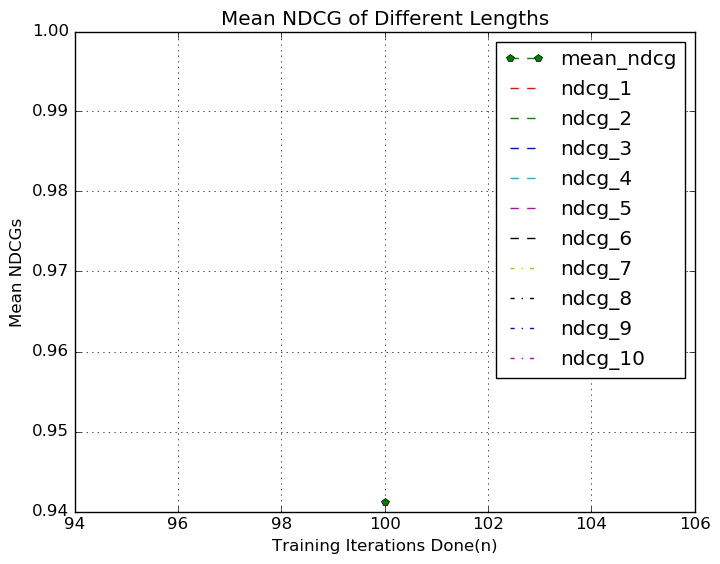 Mean NDCG of Different Lengths
1.00
0.99
0.98
0.97
0.96
0.95
0.94
Mean NDCGs
mean_ndcg
ndcg_1
ndcg_2
ndcg_3
ndcg_4
ndcg_5
ndcg_6
ndcg_7
ndcg_8
ndcg_9
ndcg_10
94 96 98 100 102 104 106
Training Iterations Done(n)